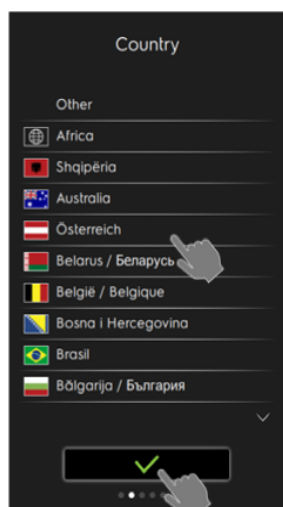 Country
Other
Africa
Shqipëria
Australia
Österreich
Belarus / Беларусь
België / Belgique
Bosna i Hercegovina
Brasil
Bălgarija / България